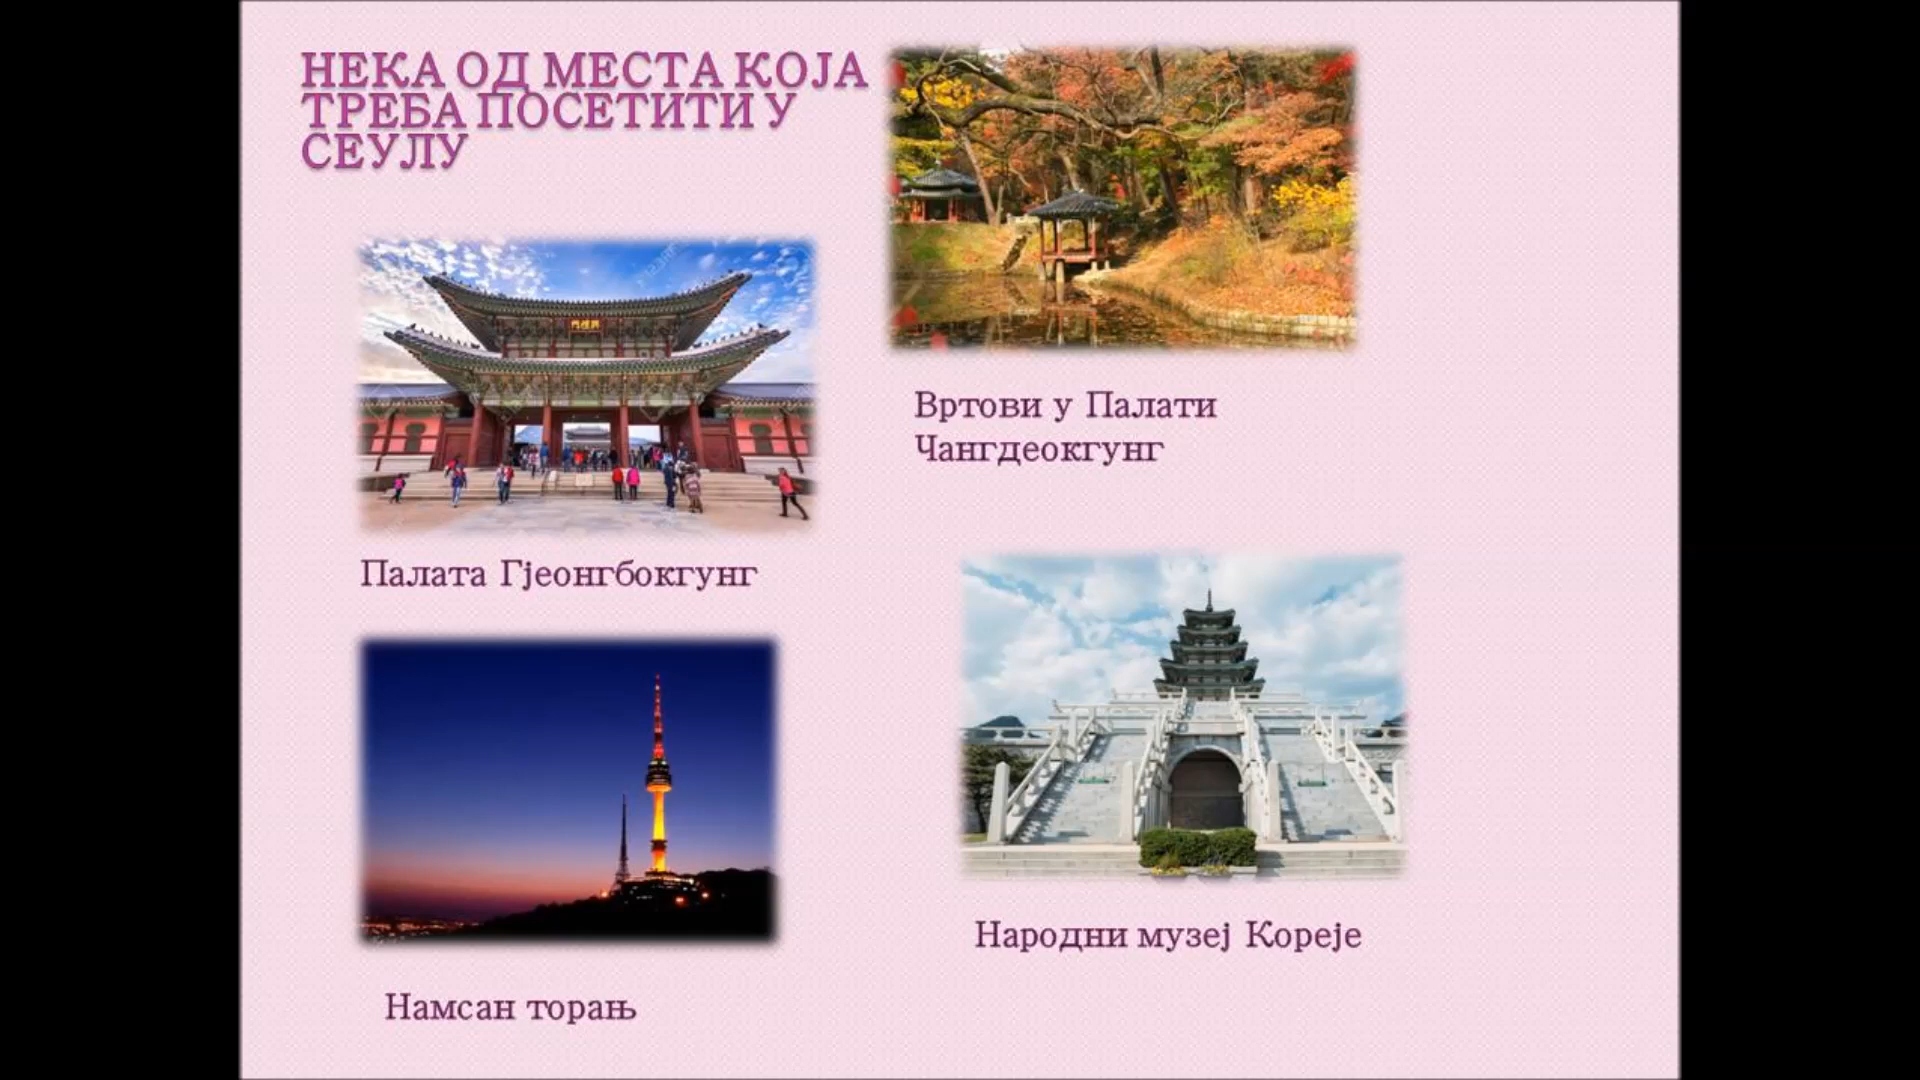 НЕКА ОД МЕСТА КОЈА
ТРЕБА ПОСЕТИТИ У
СЕУЛУ
Вртови у Палати
Чангдеокгунг
Палата Гјеонгбокгунг
Народни музеј Кореје
Намсан торањ